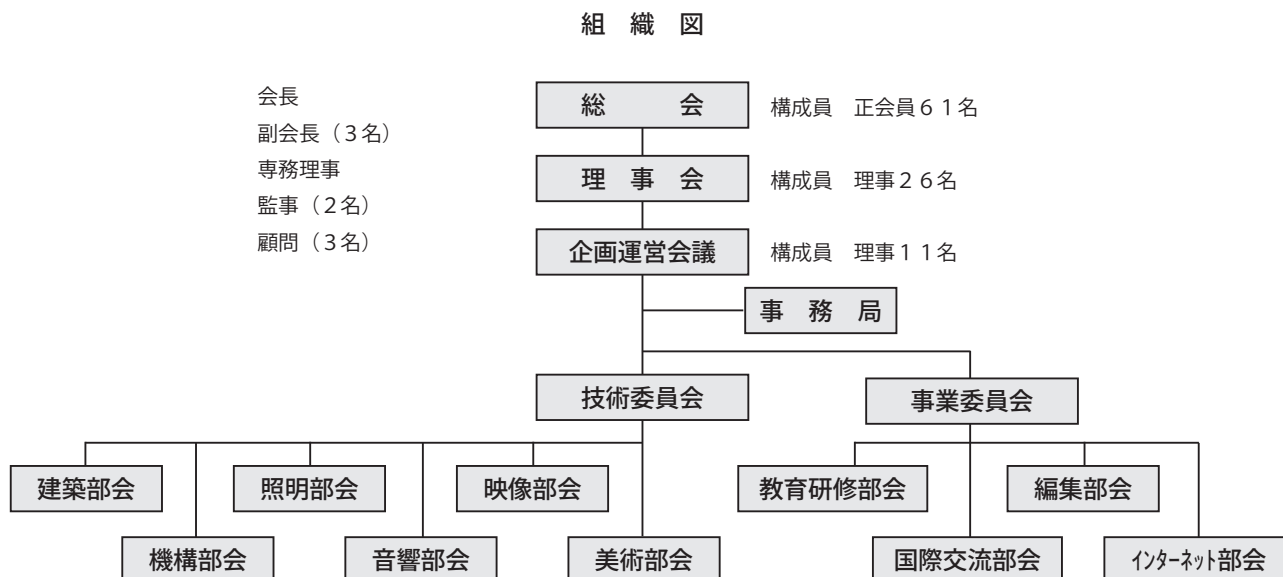 組　織　図
会長
副会長（３名）
専務理事
監事（２名）
顧問（３名）
総　　　会
構成員　正会員６１名
理　事　会
構成員　理事２６名
企画運営会議
構成員　理事１１名
事　務　局
技術委員会
事業委員会
建築部会
照明部会
映像部会
教育研修部会
編集部会
機構部会
音響部会
美術部会
国際交流部会
ｲﾝﾀｰﾈｯﾄ部会